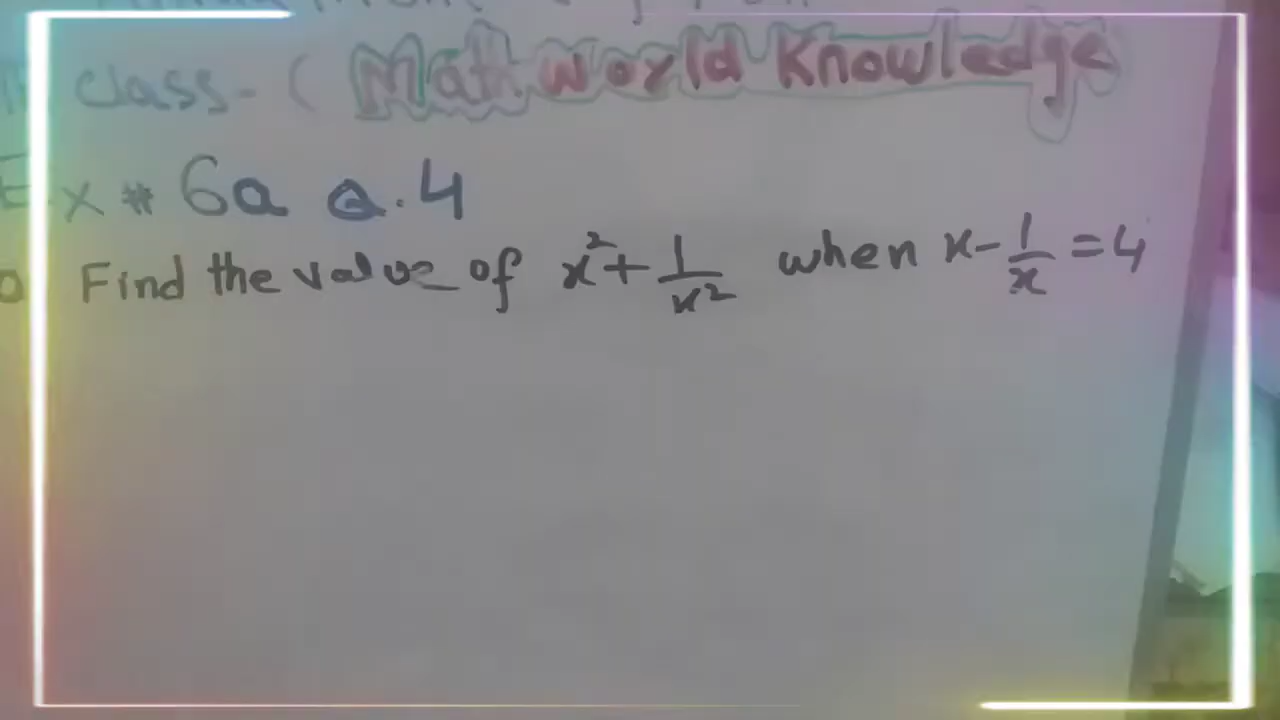 class- ( Math World Knowledge
Ex # 6a Q.4
Find the value of x² + 1/x² when x - 1/x = 4